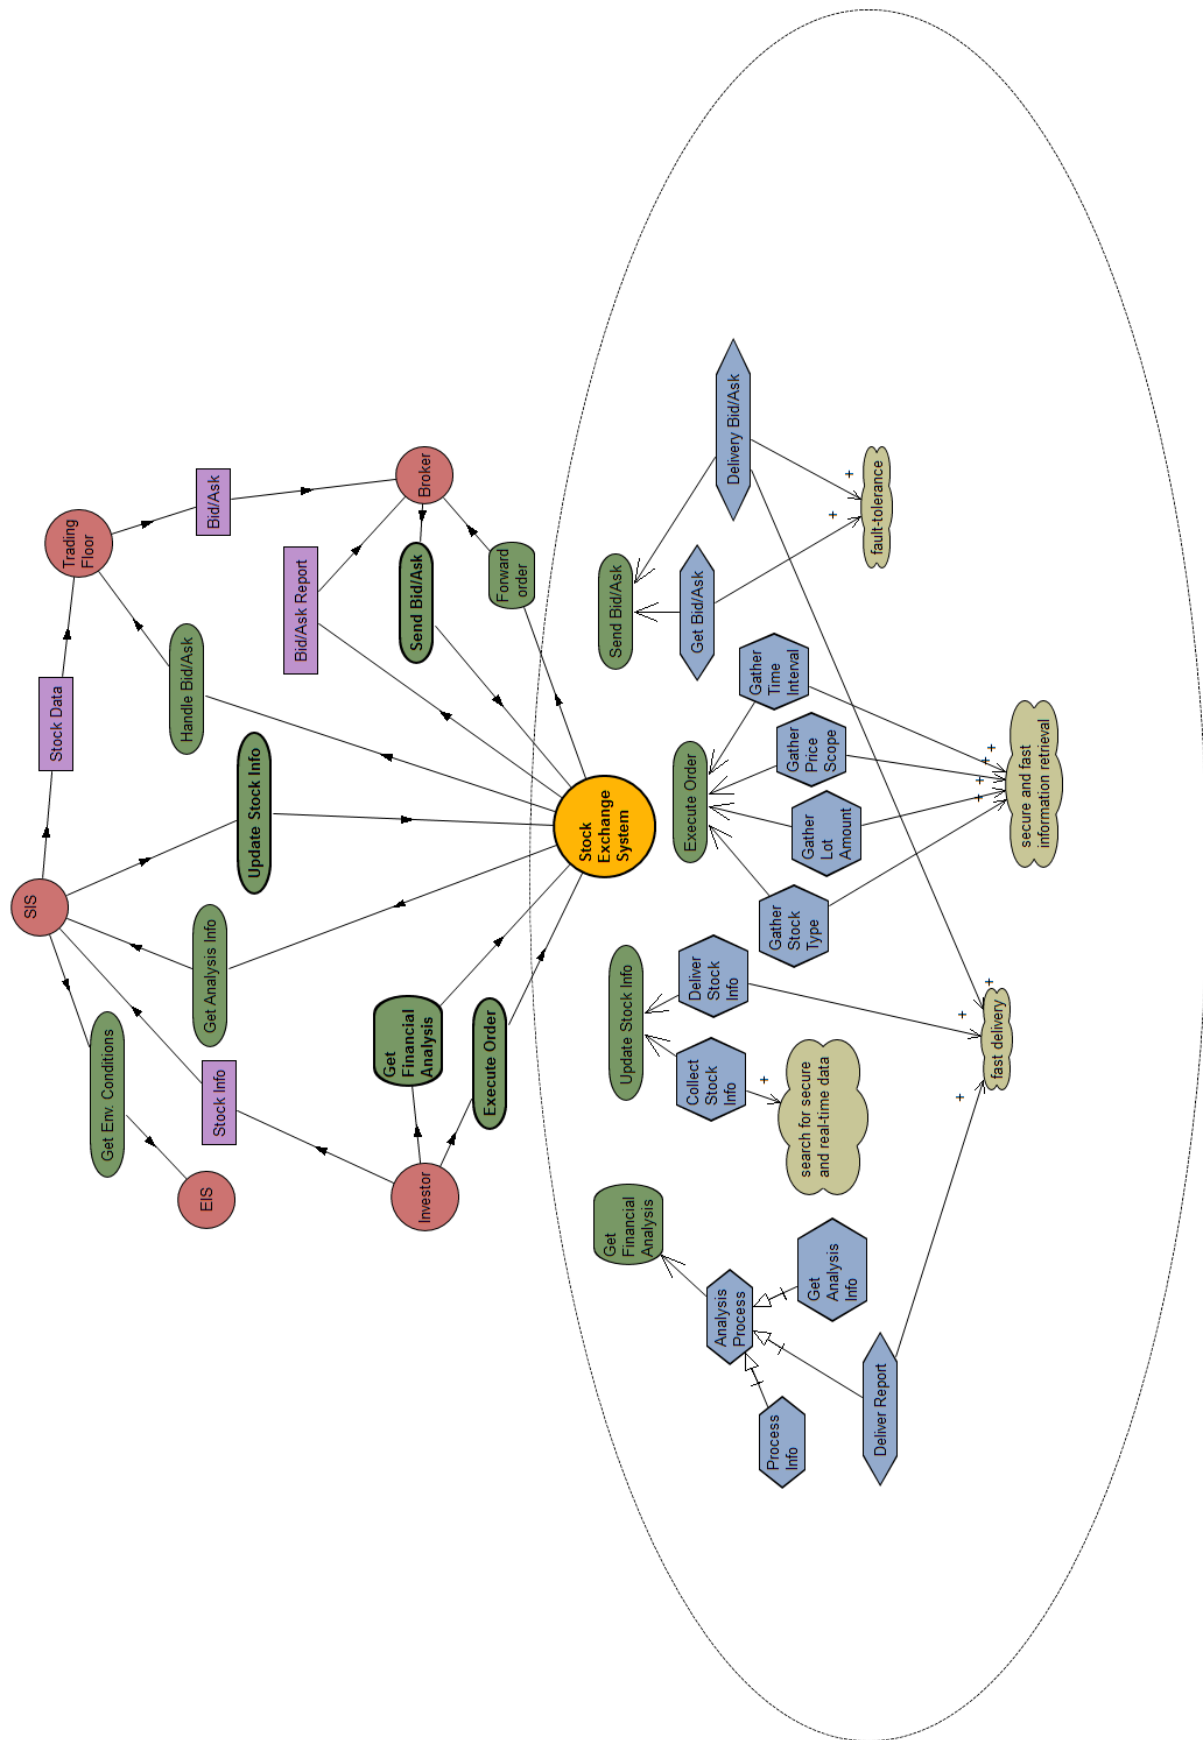 SIS
Stock Data
Trading
Floor
Get Env. Conditions
Get Analysis Info
Update Stock Info
Handle Bid/Ask
Bid/Ask
EIS
Stock Info
Bid/Ask Report
Investor
Get
Financial
Analysis
Send Bid/Ask
Broker
Execute Order
Forward
order
Stock
Exchange
System
Get
Financial
Analysis
Update Stock Info
Execute Order
Send Bid/Ask
Analysis
Process
Collect
Stock
Info
Deliver
Stock
Info
Get Bid/Ask
Delivery Bid/Ask
Process
Info
Get
Analysis
Info
Gather
Stock
Type
Gather
Lot
Amount
Gather
Price
Scope
Gather
Time
Interval
Deliver Report
search for secure
and real-time data
+
+
+
fault-tolerance
+
+
+
fast delivery
+
+
+
+
secure and fast
information retrieval